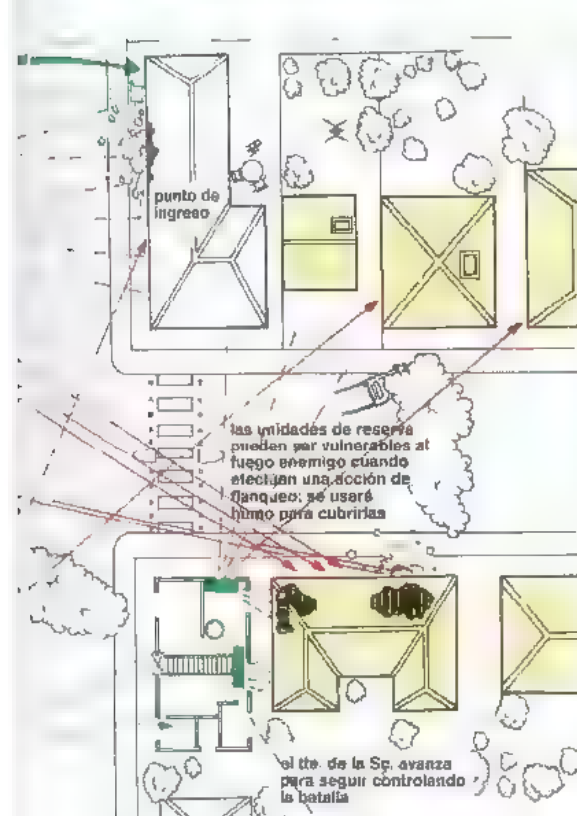 punto de
ingreso
las unidades de reserva
pueden ser vulnerables al
fuego enemigo cuando
efectúan una acción de
flanqueo; se usará
humo para cubrirlas
el tte. de la Sc. avanza
para seguir controlando
la batalla